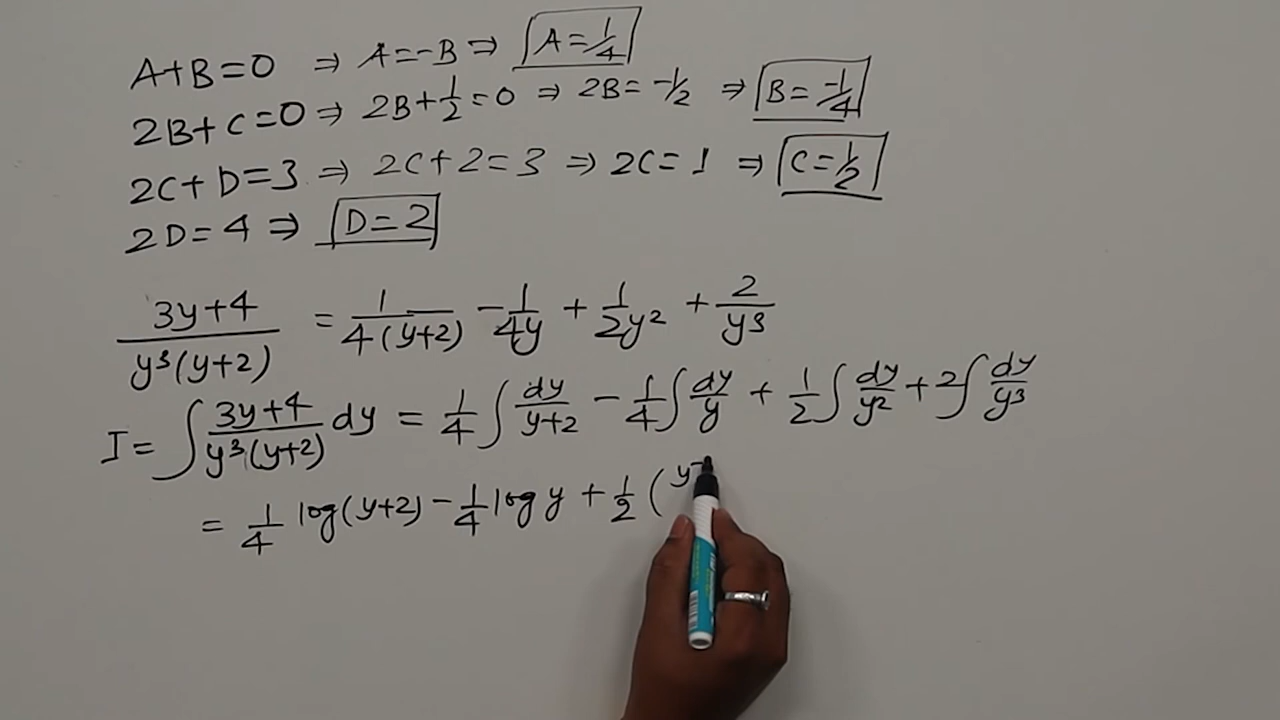 A+B=0 ⇒ A=-B ⇒ A=1/4
2B+C=0 ⇒ 2B+1/2=0 ⇒ 2B=-1/2 ⇒ B=-1/4
2C+D=3 ⇒ 2C+2=3 ⇒ 2C=1 ⇒ C=1/2
2D=4 ⇒ D=2
3y+4/y³(y+2) = 1/4(y+2) - 1/4y + 1/2y² + 2/y³
I = ∫ 3y+4/y³(y+2) dy = 1/4 ∫ dy/y+2 - 1/4 ∫ dy/y + 1/2 ∫ dy/y² + 2 ∫ dy/y³
= 1/4 log(y+2) - 1/4 log y + 1/2 (y⁻